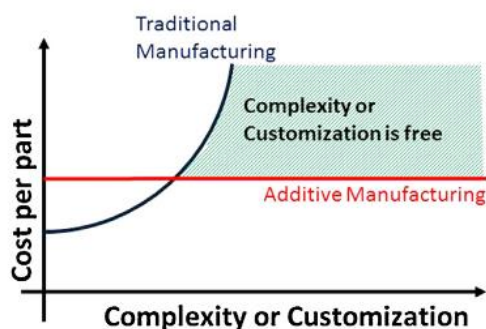 Traditional
Manufacturing
Complexity or
Customization is free
Additive Manufacturing
Cost per part
Complexity or Customization